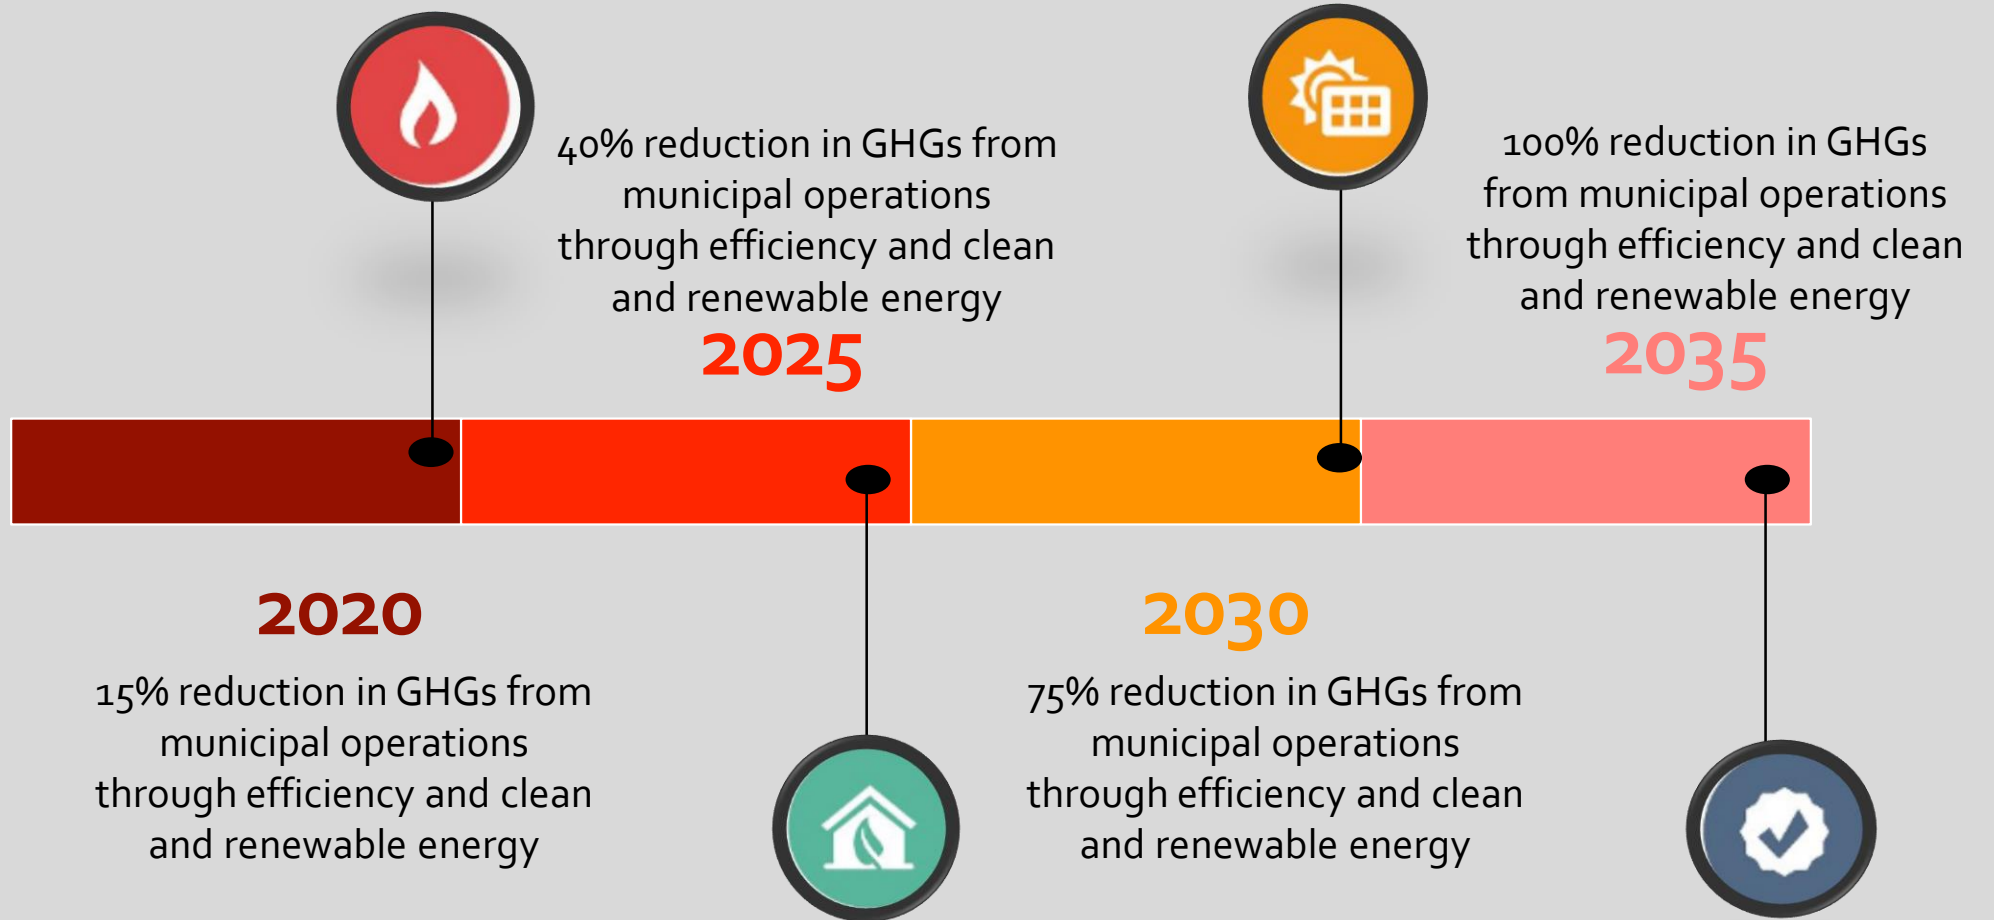 40% reduction in GHGs from
municipal operations
through efficiency and clean
and renewable energy
2025
100% reduction in GHGs
from municipal operations
through efficiency and clean
and renewable energy
2035
2020
15% reduction in GHGs from
municipal operations
through efficiency and clean
and renewable energy
2030
75% reduction in GHGs from
municipal operations
through efficiency and clean
and renewable energy